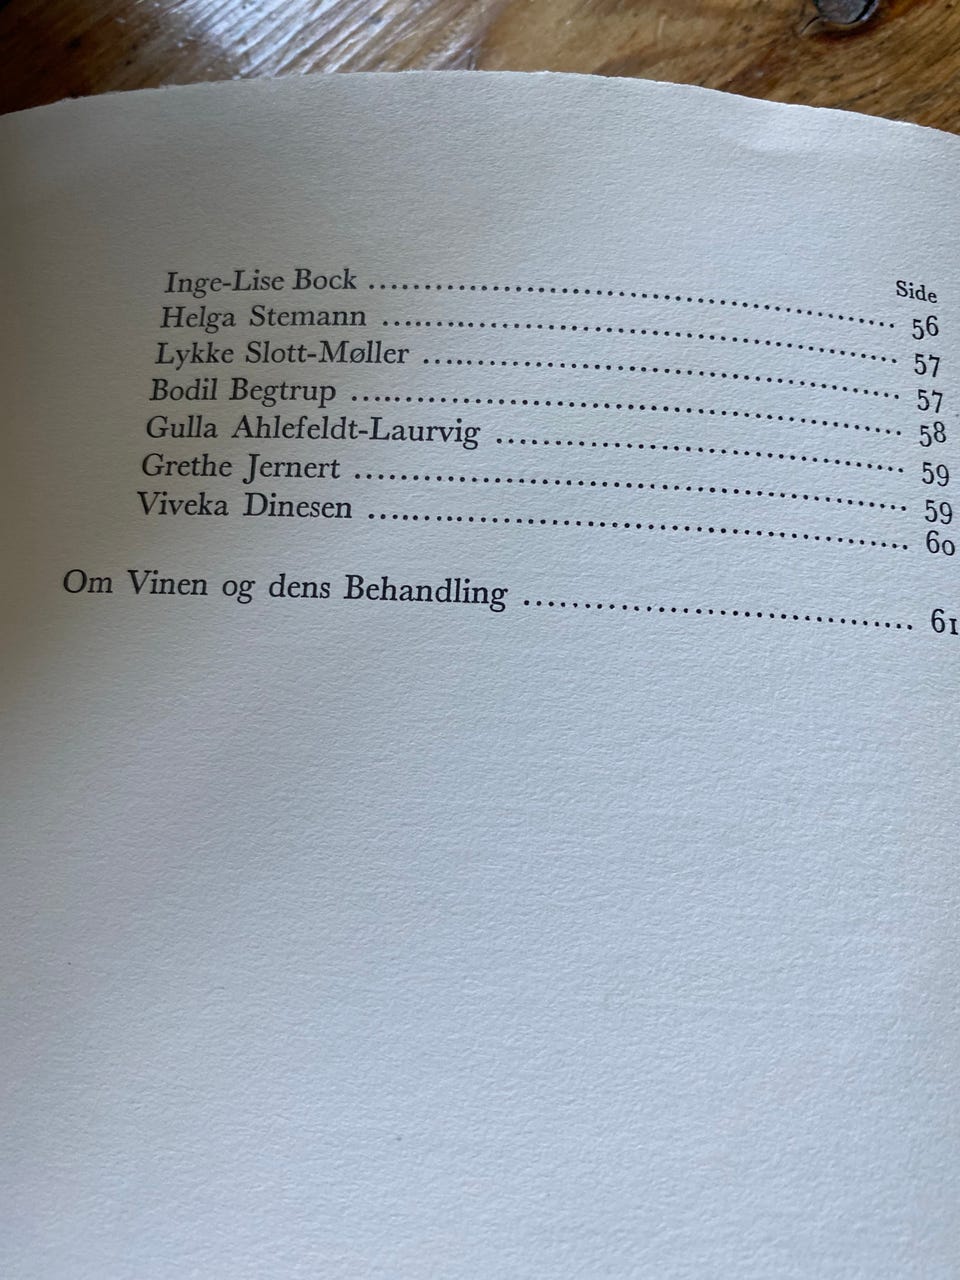 Side
Inge-Lise Bock ........................................ 56
Helga Stemann ........................................ 57
Lykke Slott-Møller ........................................ 57
Bodil Begtrup ........................................ 58
Gulla Ahlefeldt-Laurvig ........................................ 59
Grethe Jernert ........................................ 59
Viveka Dinesen ........................................ 60
Om Vinen og dens Behandling ........................................ 61